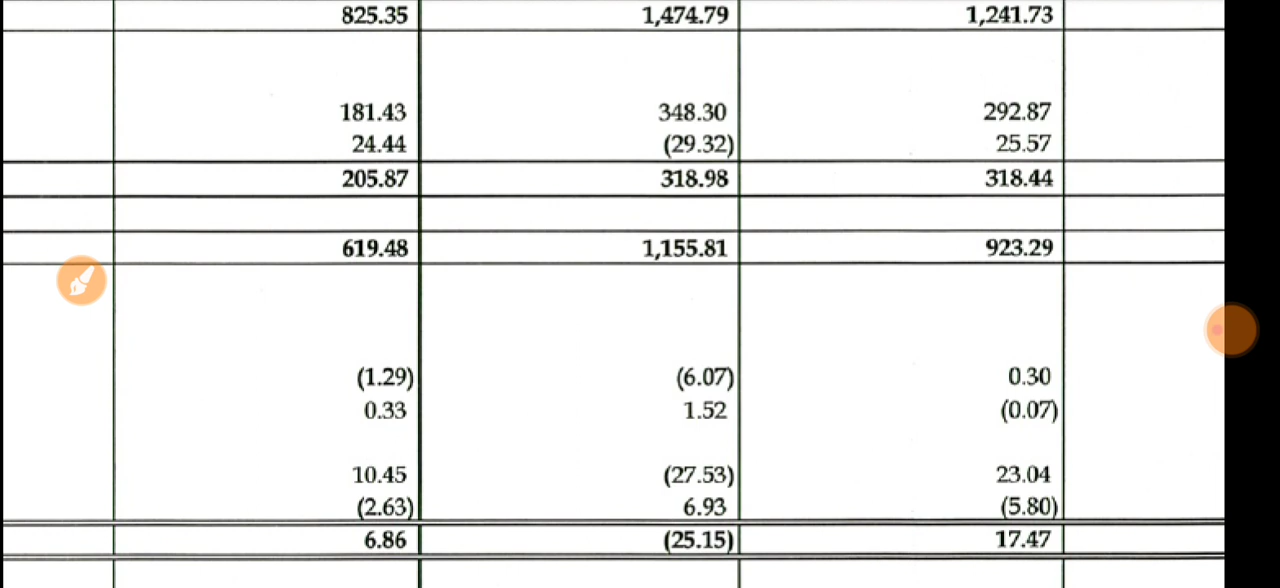 825.35 1,474.79 1,241.73
181.43 348.30 292.87
24.44 (29.32) 25.57
205.87 318.98 318.44
619.48 1,155.81 923.29
(1.29) (6.07) 0.30
0.33 1.52 (0.07)
10.45 (27.53) 23.04
(2.63) 6.93 (5.80)
6.86 (25.15) 17.47